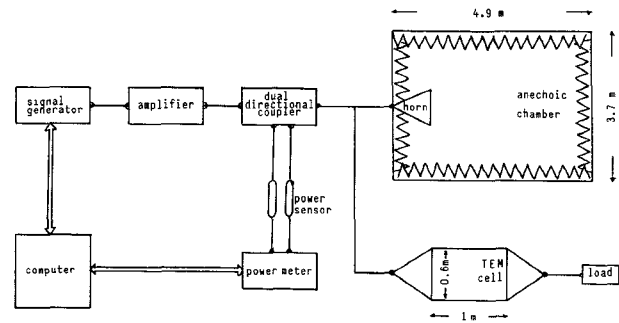 4.9 m
signal
generator
amplifier
dual
directional
coupler
horn
anechoic
chamber
3.7 m
power
sensor
computer
power meter
0.6m
TEM
cell
load
1m